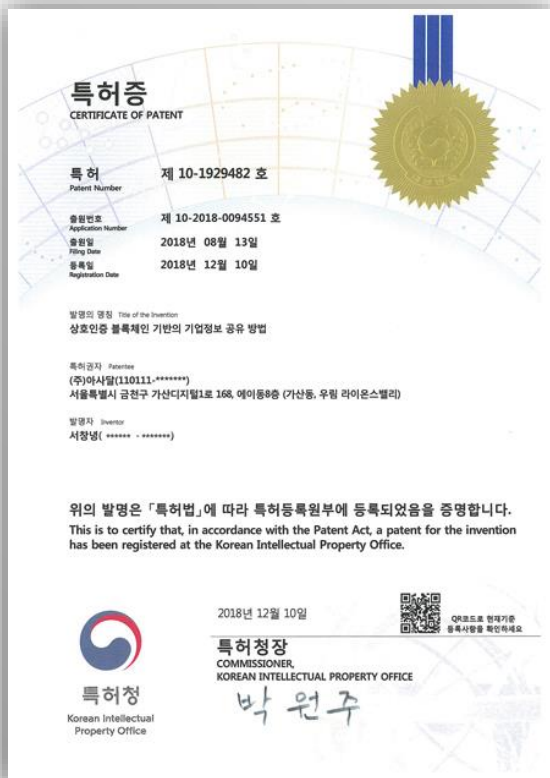 특허증
CERTIFICATE OF PATENT
특 허 제 10-1929482 호
Patent Number
출원번호 제 10-2018-0094551 호
Application Number
출원일 2018년 08월 13일
Filing Date
등록일 2018년 12월 10일
Registration Date
발명의 명칭 Title of the Invention
상호인증 블록체인 기반의 기업정보 공유 방법
특허권자 Patentee
(주)아사달(110111-*******)
서울특별시 금천구 가산디지털1로 168, 에이동8층 (가산동, 우림 라이온스밸리)
발명자 Inventor
서창녕( ****** - *******)
위의 발명은 「특허법」에 따라 특허등록원부에 등록되었음을 증명합니다.
This is to certify that, in accordance with the Patent Act, a patent for the invention
has been registered at the Korean Intellectual Property Office.
2018년 12월 10일
QR코드로 현재기준
등록사항을 확인하세요
특허청장
COMMISSIONER,
KOREAN INTELLECTUAL PROPERTY OFFICE
박원주
특허청
Korean Intellectual
Property Office